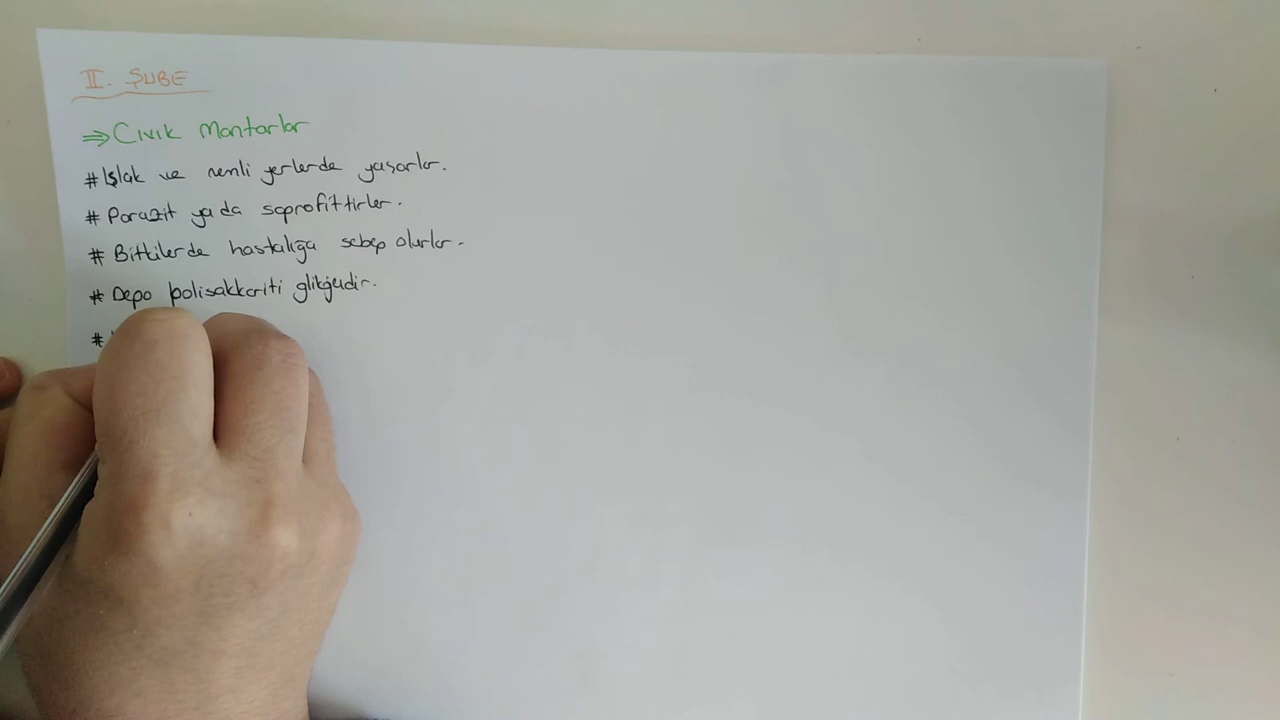 II. ŞUBE
⇒ Cıvık Mantarlar
# Islak ve nemli yerlerde yaşarlar.
# Parazit ya da saprofittirler.
# Bitkilerde hastalığa sebep olurlar.
# Depo polisakkariti glikojendir.
#